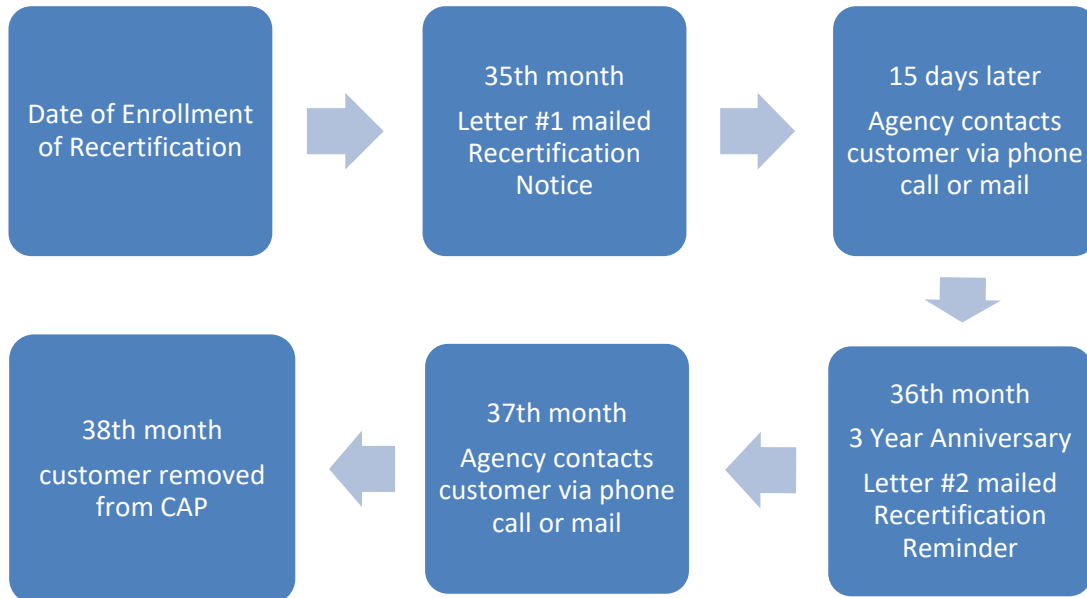 Date of Enrollment
of Recertification
35th month
Letter #1 mailed
Recertification
Notice
15 days later
Agency contacts
customer via phone
call or mail
36th month
3 Year Anniversary
Letter #2 mailed
Recertification
Reminder
37th month
Agency contacts
customer via phone
call or mail
38th month
customer removed
from CAP